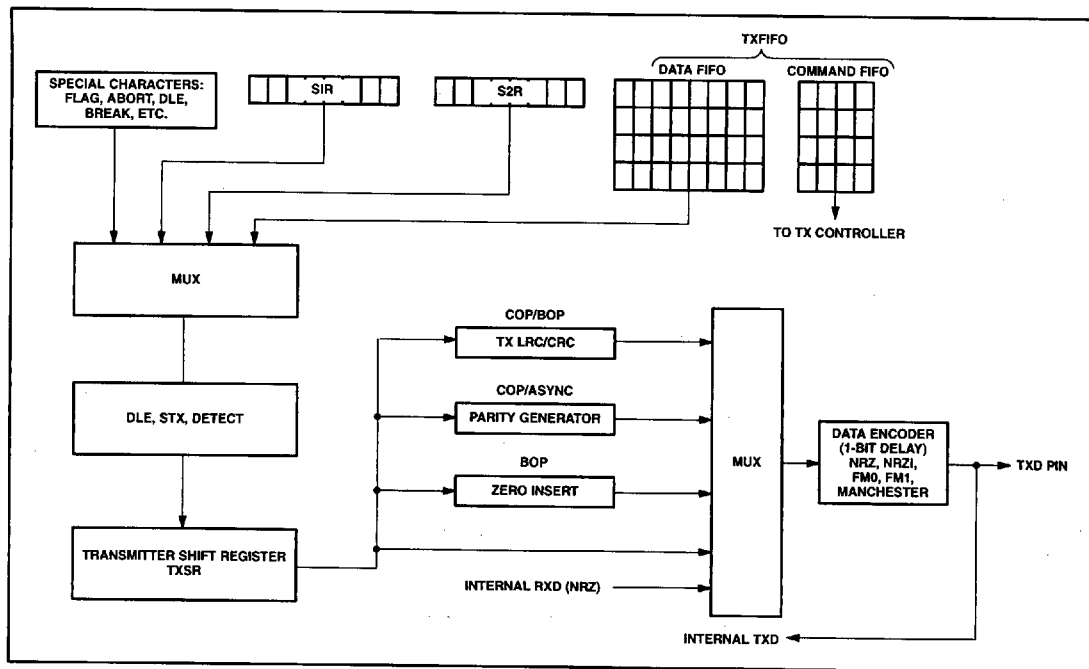 TXFIFO
DATA FIFO
COMMAND FIFO
SPECIAL CHARACTERS:
FLAG, ABORT, DLE,
BREAK, ETC.
SIR
S2R
TO TX CONTROLLER
MUX
COP/BOP
TX LRC/CRC
DLE, STX, DETECT
COP/ASYNC
PARITY GENERATOR
MUX
DATA ENCODER
(1-BIT DELAY)
NRZ, NRZI,
FM0, FM1,
MANCHESTER
TXD PIN
BOP
ZERO INSERT
TRANSMITTER SHIFT REGISTER
TXSR
INTERNAL RXD (NRZ)
INTERNAL TXD